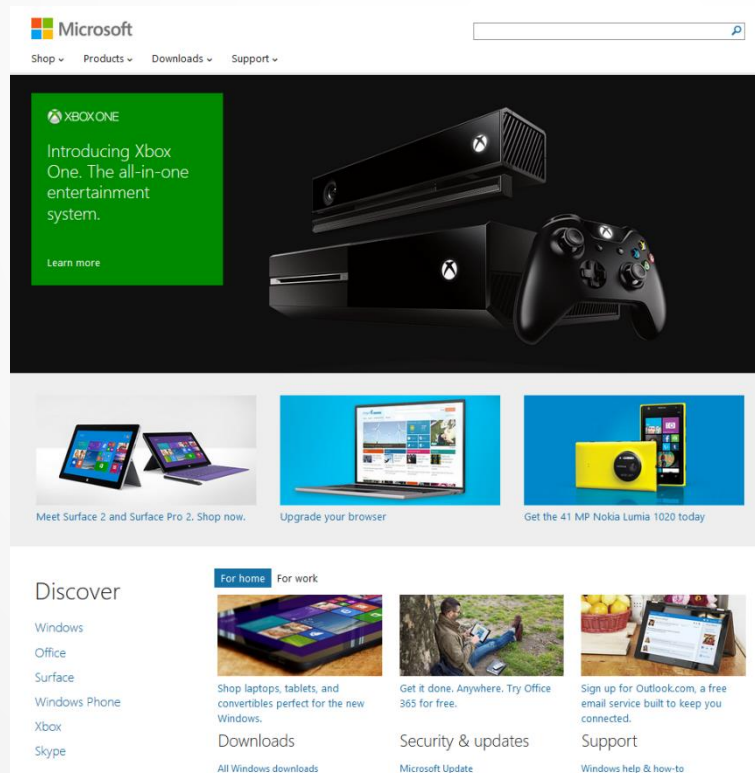 Microsoft
Shop Products Downloads Support
XBOX ONE
Introducing Xbox
One. The all-in-one
entertainment
system.
Learn more
Meet Surface 2 and Surface Pro 2. Shop now.
Upgrade your browser
Get the 41 MP Nokia Lumia 1020 today
Discover
Windows
Office
Surface
Windows Phone
Xbox
Skype
For home For work
Shop laptops, tablets, and
convertibles perfect for the new
Windows.
Get it done. Anywhere. Try Office
365 for free.
Sign up for Outlook.com, a free
email service built to keep you
connected.
Downloads
All Windows downloads
Security & updates
Microsoft Update
Support
Windows help & how-to